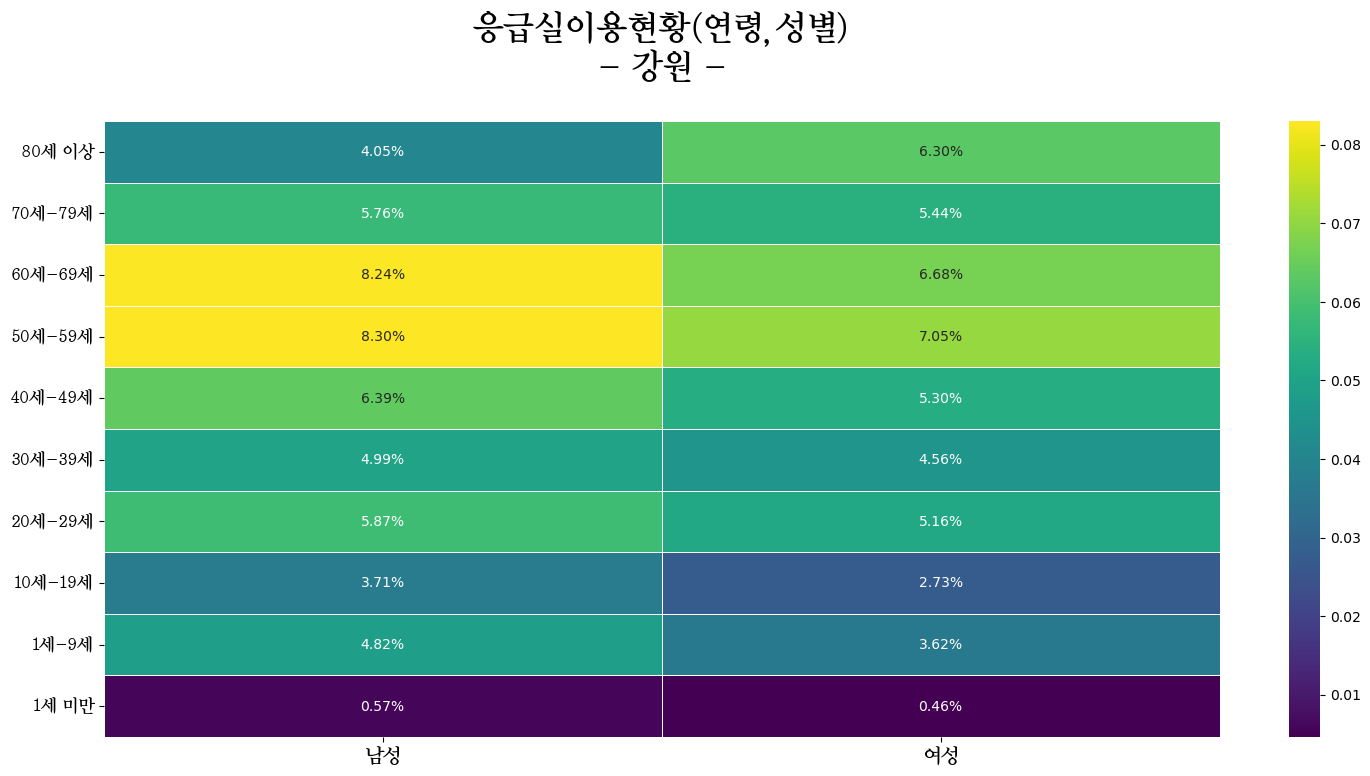 응급실이용현황(연령, 성별)
- 강원 -
80세 이상 4.05% 6.30%
70세-79세 5.76% 5.44%
60세-69세 8.24% 6.68%
50세-59세 8.30% 7.05%
40세-49세 6.39% 5.30%
30세-39세 4.99% 4.56%
20세-29세 5.87% 5.16%
10세-19세 3.71% 2.73%
1세-9세 4.82% 3.62%
1세 미만 0.57% 0.46%
남성 여성
0.08
0.07
0.06
0.05
0.04
0.03
0.02
0.01